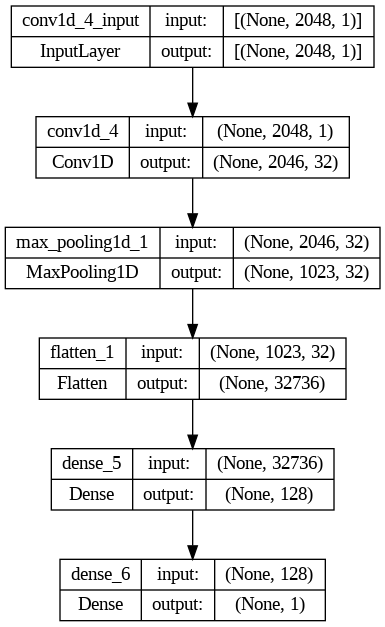 conv1d_4_input input: [(None, 2048, 1)]
InputLayer output: [(None, 2048, 1)]
conv1d_4 input: (None, 2048, 1)
Conv1D output: (None, 2046, 32)
max_pooling1d_1 input: (None, 2046, 32)
MaxPooling1D output: (None, 1023, 32)
flatten_1 input: (None, 1023, 32)
Flatten output: (None, 32736)
dense_5 input: (None, 32736)
Dense output: (None, 128)
dense_6 input: (None, 128)
Dense output: (None, 1)